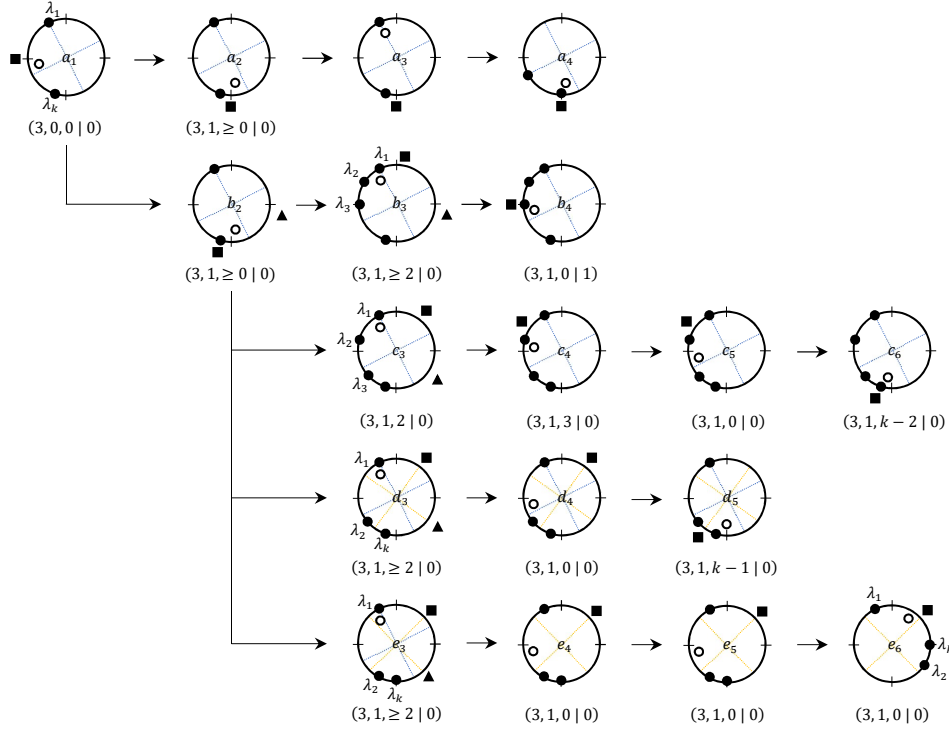 λ₁
a₁ a₂ a₃ a₄
λₖ
(3, 0, 0 | 0) (3, 1, ≥ 0 | 0) (3, 1, ≥ 0 | 0)
λ₁
λ₂
λ₃ b₂ b₃ b₄
(3, 1, ≥ 0 | 0) (3, 1, ≥ 2 | 0) (3, 1, 0 | 1)
λ₁
λ₂ c₃ c₄ c₅ c₆
λ₃
(3, 1, 2 | 0) (3, 1, 3 | 0) (3, 1, 0 | 0) (3, 1, k − 2 | 0)
λ₁
d₃ d₄ d₅
λ₂
λₖ
(3, 1, ≥ 2 | 0) (3, 1, 0 | 0) (3, 1, k − 1 | 0)
λ₁ λ₁
e₃ e₄ e₅ e₆
λ₂ λ₂
λₖ
(3, 1, ≥ 2 | 0) (3, 1, 0 | 0) (3, 1, 0 | 0) (3, 1, 0 | 0)